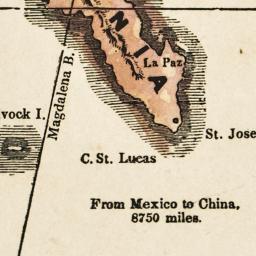 NIA
La Paz
Magdalena B.
vock I.
St. Jose
C. St. Lucas
From Mexico to China,
8750 miles.